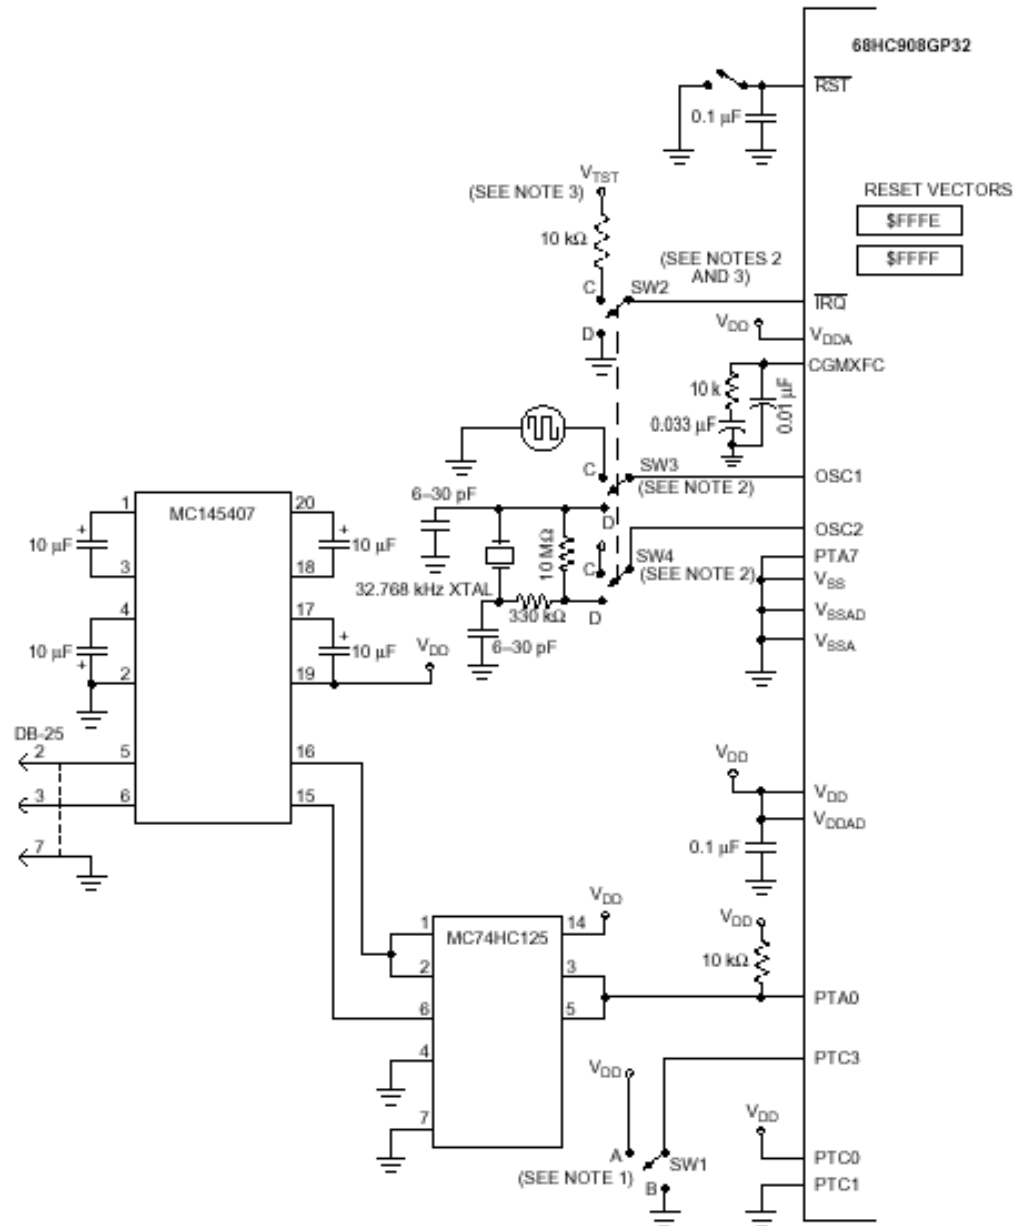 68HC908GP32
RST
0.1 µF
VTST
(SEE NOTE 3)
RESET VECTORS
$FFFE
$FFFF
10 kΩ
(SEE NOTES 2
AND 3)
C
SW2
IRQ
D
VDD
VDDA
CGMXFC
10 k
0.01 µF
0.033 µF
C
SW3
OSC1
(SEE NOTE 2)
6–30 pF
D
OSC2
10 MΩ
SW4
PTA7
C
(SEE NOTE 2)
VSS
32.768 kHz XTAL
330 kΩ
D
VSSAD
6–30 pF
VSSA
MC145407
1
20
+
10 µF
+
10 µF
3
18
4
17
10 µF
+
+
10 µF
VDD
2
19
DB-25
2
5
16
3
6
15
7
VDD
VDD
VDDAD
0.1 µF
VDD
MC74HC125
1
14
2
3
6
5
4
7
VDD
10 kΩ
PTA0
PTC3
VDD
VDD
A
SW1
(SEE NOTE 1)
B
PTC0
PTC1